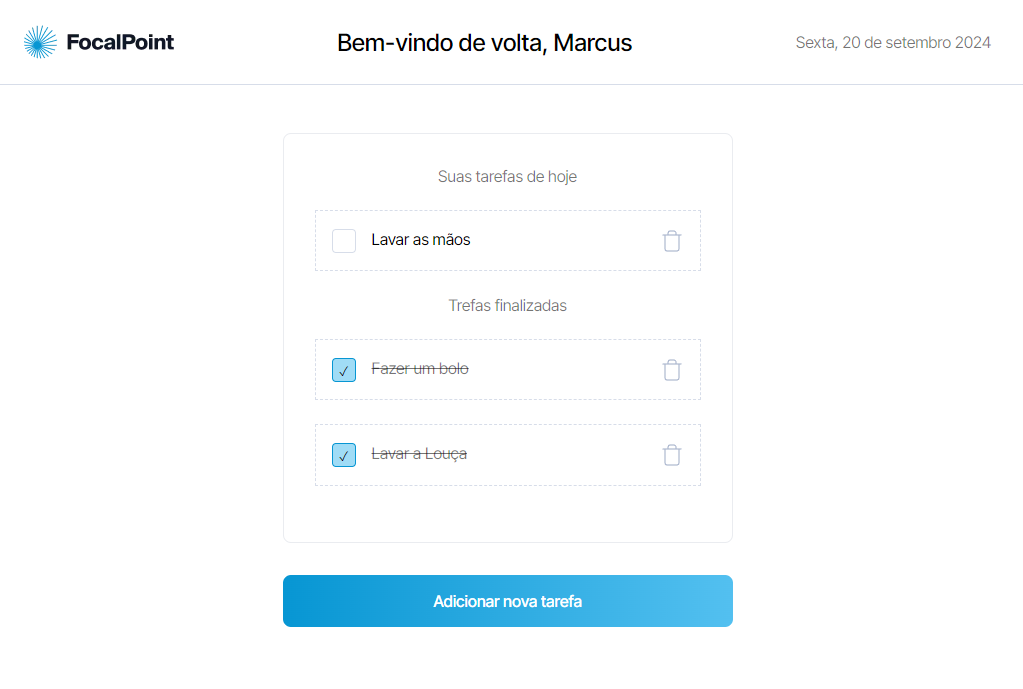 FocalPoint
Bem-vindo de volta, Marcus
Sexta, 20 de setembro 2024
Suas tarefas de hoje
Lavar as mãos
Trefas finalizadas
Fazer um bolo
Lavar a Louça
Adicionar nova tarefa